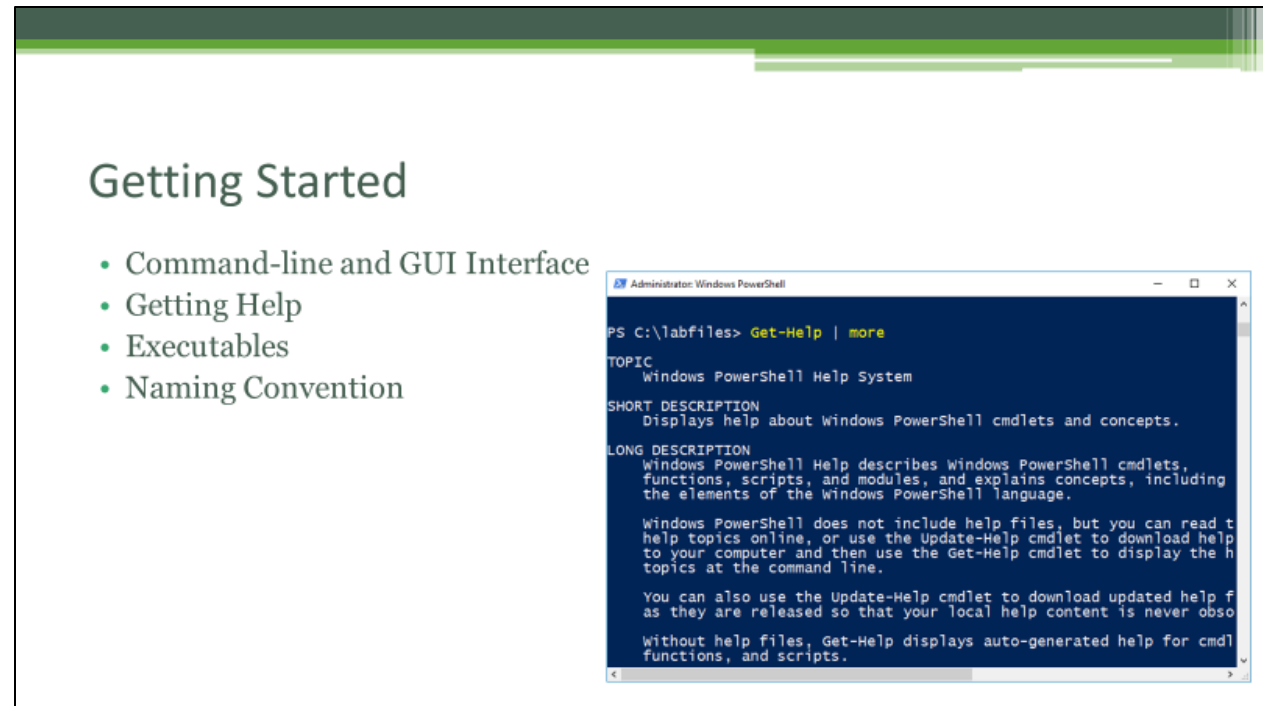 Getting Started
• Command-line and GUI Interface
• Getting Help
• Executables
• Naming Convention
Administrator: Windows PowerShell
PS C:\labfiles> Get-Help | more
TOPIC
Windows PowerShell Help System
SHORT DESCRIPTION
Displays help about Windows PowerShell cmdlets and concepts.
LONG DESCRIPTION
Windows PowerShell Help describes Windows PowerShell cmdlets,
functions, scripts, and modules, and explains concepts, including
the elements of the Windows PowerShell language.
Windows PowerShell does not include help files, but you can read t
help topics online, or use the Update-Help cmdlet to download help
to your computer and then use the Get-Help cmdlet to display the h
topics at the command line.
You can also use the Update-Help cmdlet to download updated help f
as they are released so that your local help content is never obso
Without help files, Get-Help displays auto-generated help for cmdl
functions, and scripts.